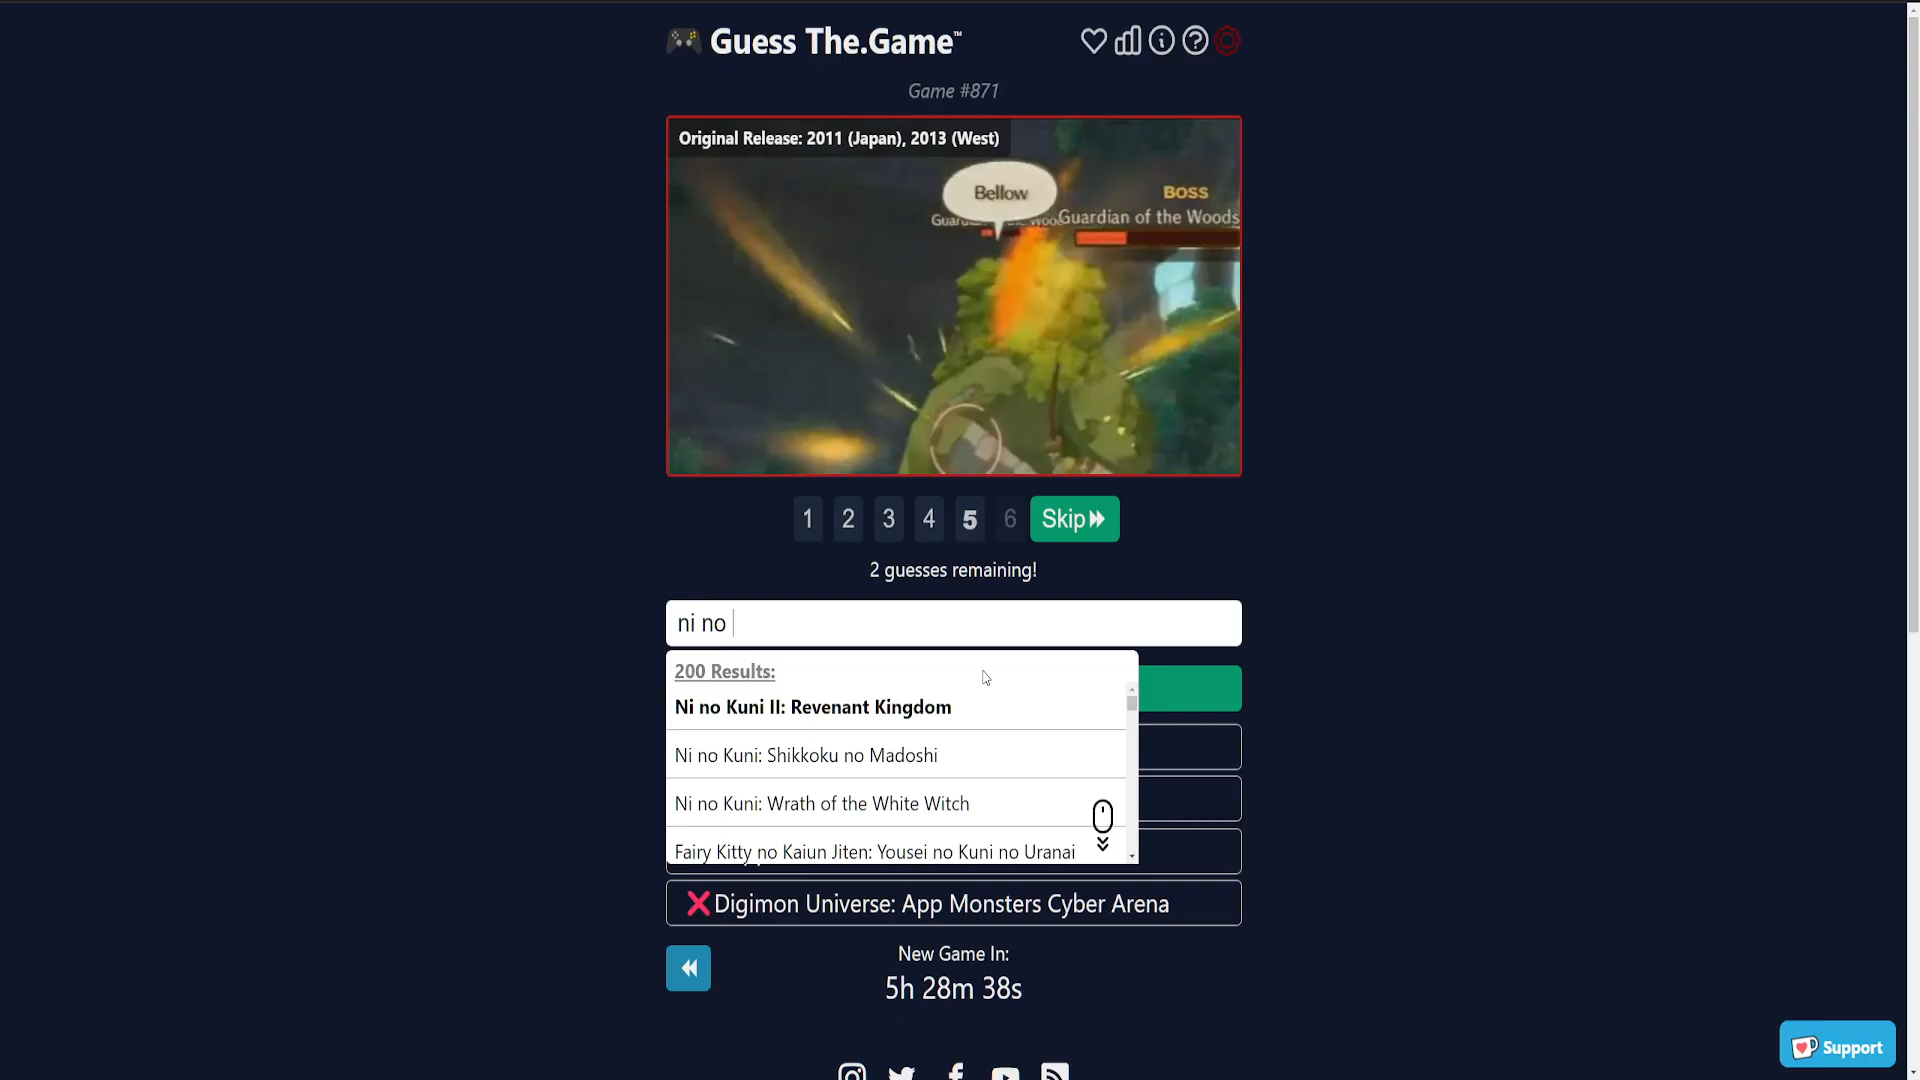 Guess The.Game™
Game #871
Original Release: 2011 (Japan), 2013 (West)
Bellow
BOSS
Guardian of the Woods
1 2 3 4 5 6 Skip
2 guesses remaining!
ni no
200 Results:
Ni no Kuni II: Revenant Kingdom
Ni no Kuni: Shikkoku no Madoshi
Ni no Kuni: Wrath of the White Witch
Fairy Kitty no Kaiun Jiten: Yousei no Kuni no Uranai
❌Digimon Universe: App Monsters Cyber Arena
New Game In:
5h 28m 38s
Support